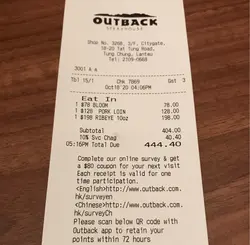 OUTBACK
STEAKHOUSE
Shop No. 3208, 3/F, Citygate,
18-20 Tat Tung Road,
Tung Chung, Lantau
Tel: 2109-0668
3001 A a
Tbl 15/1 Chk 7069 Gst 3
Oct18'20 04:06PM
Eat In
1 $78 BLOOM 78.00
1 $128 PORK LOIN 128.00
1 $198 RIBEYE 10oz 198.00
Subtotal 404.00
10% Svc Chag 40.40
05:16PM Total Due 444.40
Complete our online survey & get
a $80 coupon for your next visit
Each receipt is valid for one
time participation.
<English>http://www.outback.com.
hk/surveyen
<Chinese>http://www.outback.com.
hk/surveyCh
Please scan below QR code with
Outback app to retain your
points within 72 hours